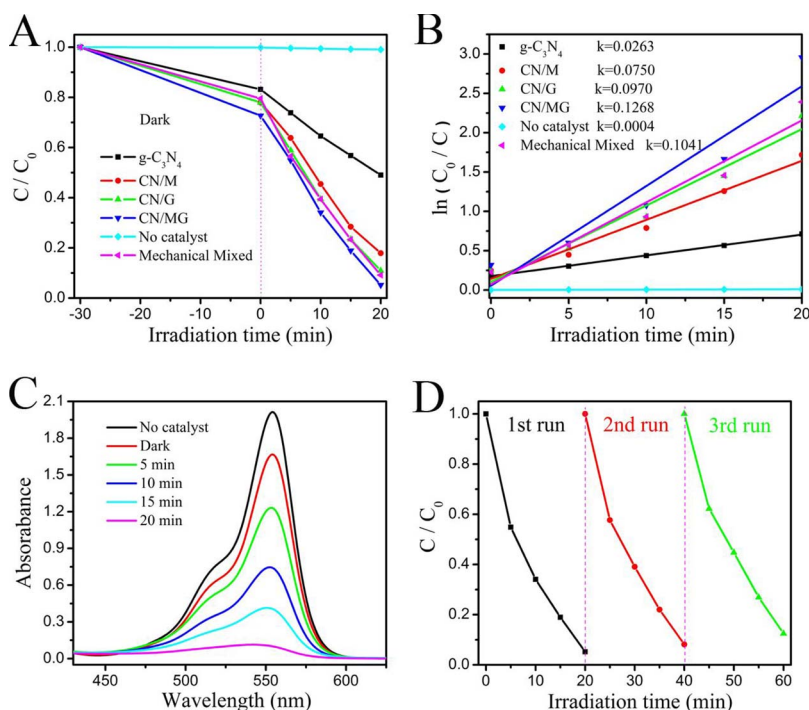 A
1.0
0.8
0.6
0.4
0.2
0.0
C / C₀
Dark
g-C₃N₄
CN/M
CN/G
CN/MG
No catalyst
Mechanical Mixed
-30 -20 -10 0 10 20
Irradiation time (min)
B
3.0
2.5
2.0
1.5
1.0
0.5
0.0
ln (C₀ / C)
g-C₃N₄ k=0.0263
CN/M k=0.0750
CN/G k=0.0970
CN/MG k=0.1268
No catalyst k=0.0004
Mechanical Mixed k=0.1041
0 5 10 15 20
Irradiation time (min)
C
2.1
1.8
1.5
1.2
0.9
0.6
0.3
0.0
Absorabance
No catalyst
Dark
5 min
10 min
15 min
20 min
450 500 550 600
Wavelength (nm)
D
1.0
0.8
0.6
0.4
0.2
0.0
C / C₀
1st run 2nd run 3rd run
0 10 20 30 40 50 60
Irradiation time (min)